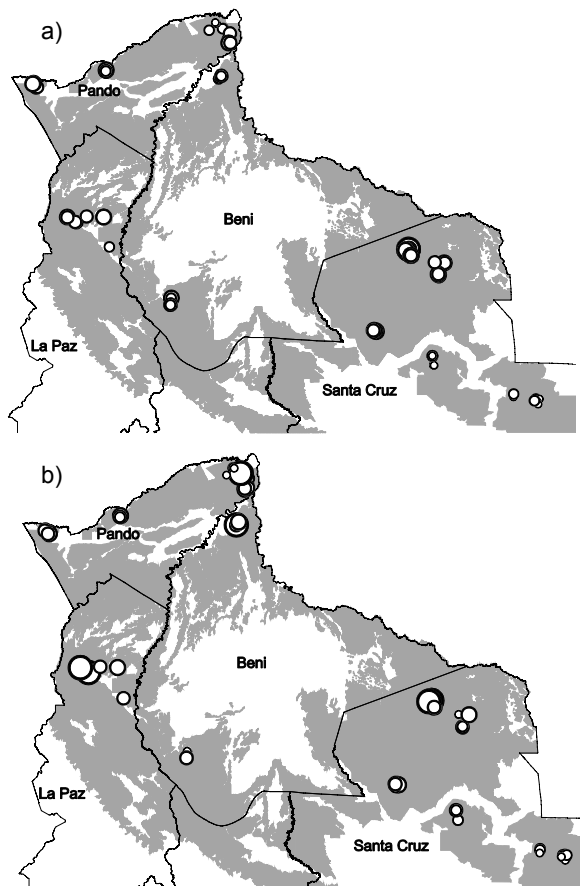 a)
Pando
Beni
La Paz
Santa Cruz
b)
Pando
Beni
La Paz
Santa Cruz